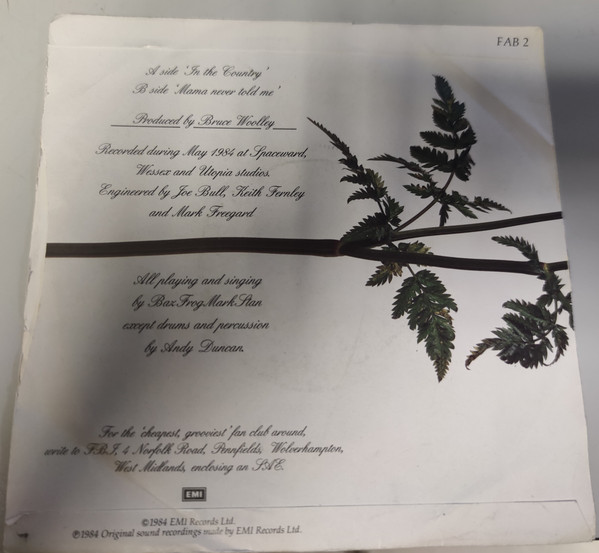 FAB 2
A side 'In the Country'
B side 'Mama never told me'
Produced by Bruce Woolley
Recorded during May 1984 at Spaceward,
Wessex and Utopia studios.
Engineered by Joe Bull, Keith Fernley
and Mark Freegard
All playing and singing
by Baz Frog Mark Stan
except drums and percussion
by Andy Duncan.
For the 'cheapest, grooviest' fan club around,
write to F.B.I, 4 Norfolk Road, Pennfields, Wolverhampton,
West Midlands, enclosing an S.A.E.
EMI
©1984 EMI Records Ltd.
℗1984 Original sound recordings made by EMI Records Ltd.